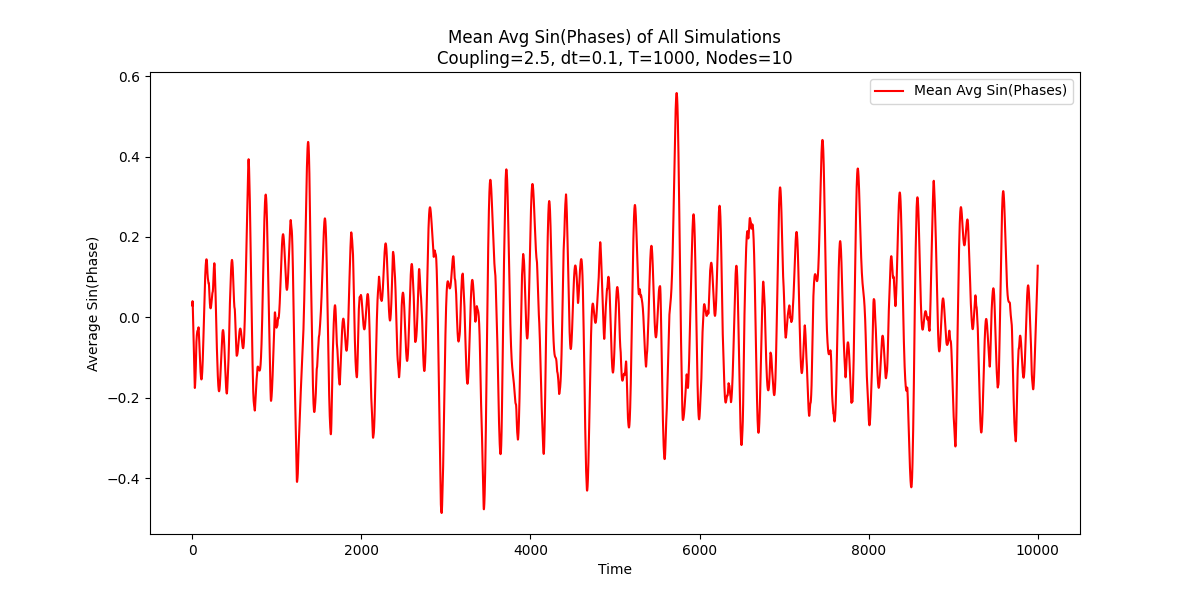 Mean Avg Sin(Phases) of All Simulations
Coupling=2.5, dt=0.1, T=1000, Nodes=10
Mean Avg Sin(Phases)
Average Sin(Phase)
0.6
0.4
0.2
0.0
−0.2
−0.4
0 2000 4000 6000 8000 10000
Time